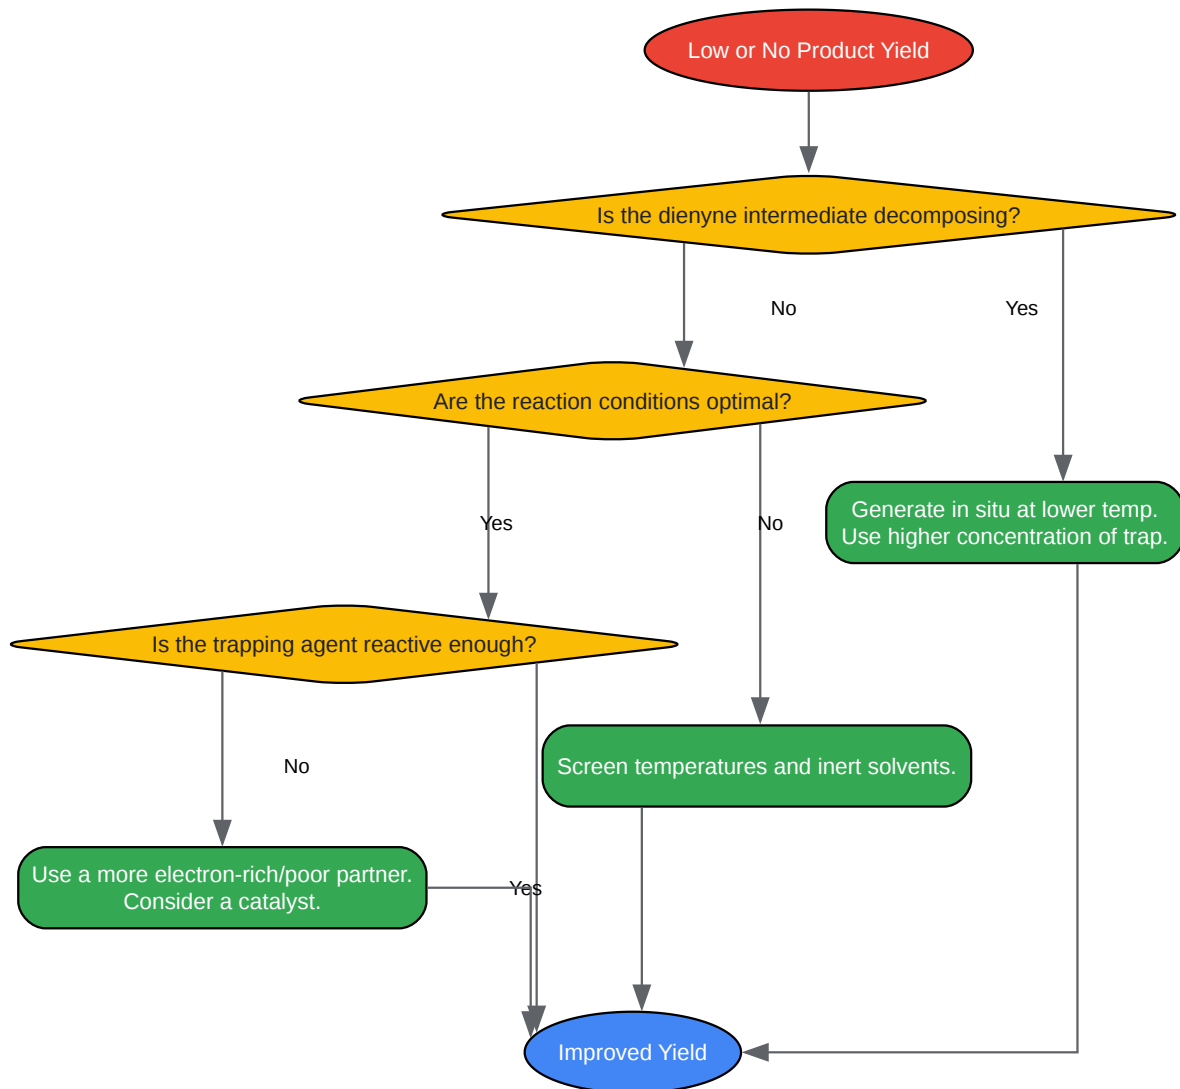 Low or No Product Yield
Is the dienyne intermediate decomposing?
No
Yes
Are the reaction conditions optimal?
Generate in situ at lower temp.
Use higher concentration of trap.
Yes
No
Is the trapping agent reactive enough?
Screen temperatures and inert solvents.
No
Use a more electron-rich/poor partner.
Consider a catalyst.
Yes
Improved Yield